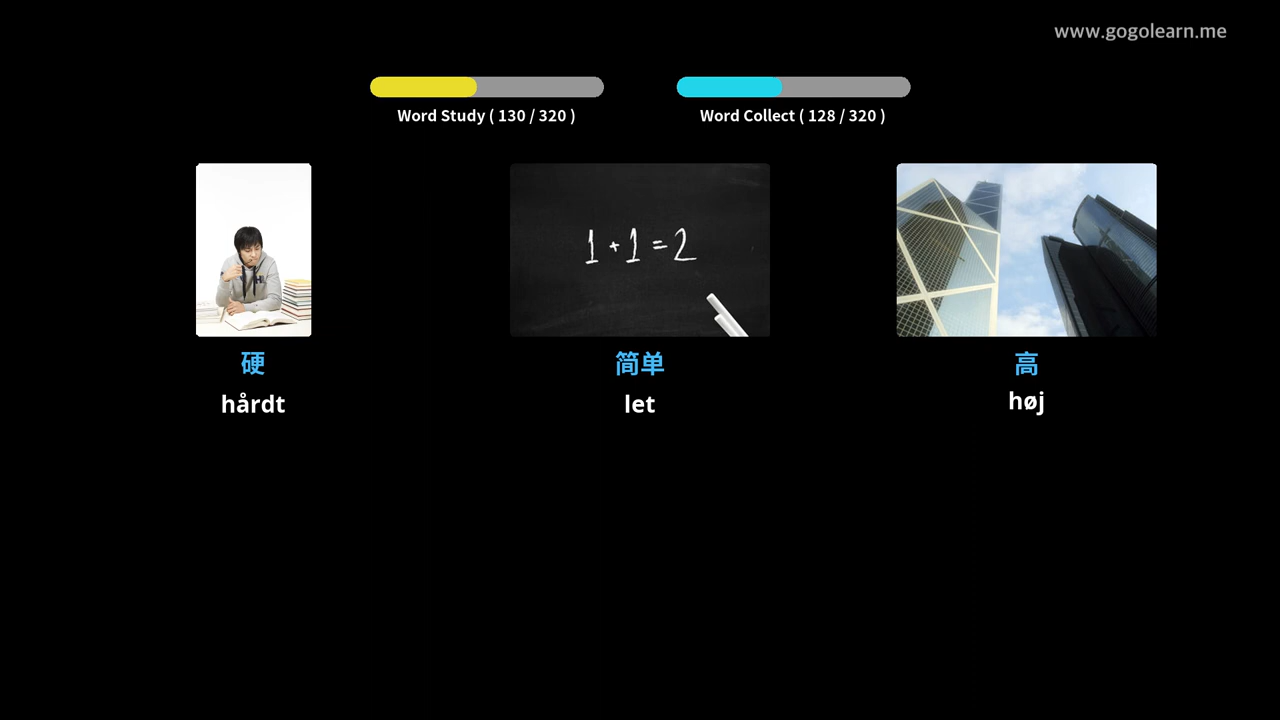 www.gogolearn.me
Word Study ( 130 / 320 )
Word Collect ( 128 / 320 )
1 + 1 = 2
硬
简单
高
hårdt
let
høj